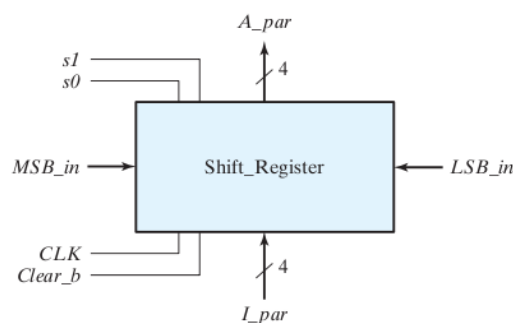 A_par
s1
s0
4
MSB_in
Shift_Register
LSB_in
CLK
Clear_b
4
I_par